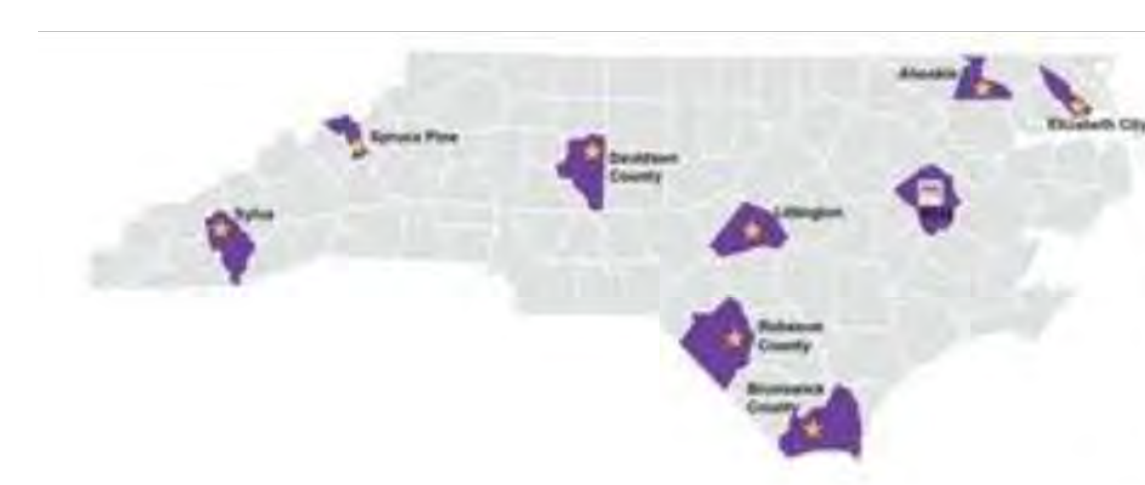 Ahoskie
Elizabeth City
Spruce Pine
Davidson
County
Sylva
Lillington
Robeson
County
Brunswick
County